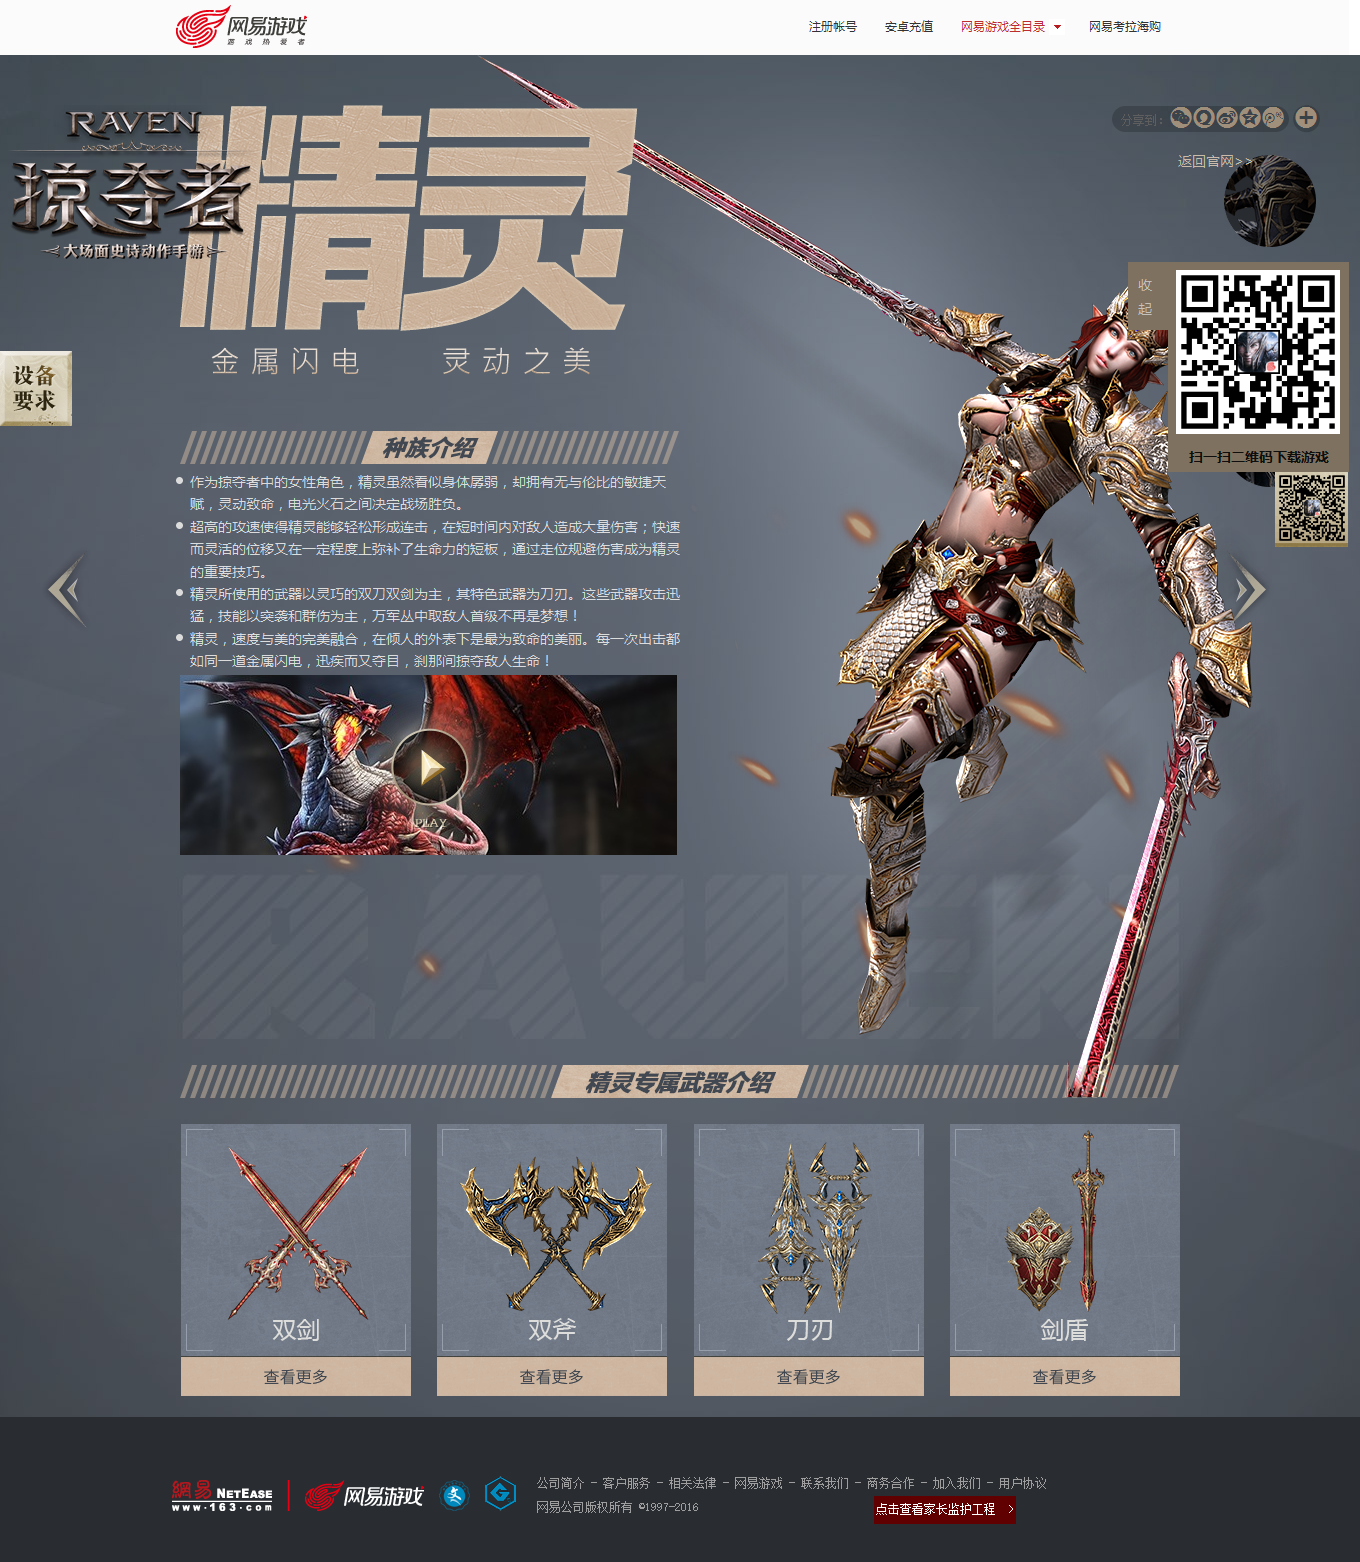 网易游戏
游戏热爱者
注册帐号 安卓充值 网易游戏全目录 网易考拉海购
RAVEN
掠夺者
大场面史诗动作手游
精灵
金属闪电 灵动之美
分享到：
返回官网>>
收起
扫一扫二维码下载游戏
设备要求
种族介绍
作为掠夺者中的女性角色，精灵虽然看似身体孱弱，却拥有无与伦比的敏捷天
赋，灵动致命，电光火石之间决定战场胜负。
超高的攻速使得精灵能够轻松形成连击，在短时间内对敌人造成大量伤害；快速
而灵活的位移又在一定程度上弥补了生命力的短板，通过走位规避伤害成为精灵
的重要技巧。
精灵所使用的武器以灵巧的双刀双剑为主，其特色武器为刀刃。这些武器攻击迅
猛，技能以突袭和群伤为主，万军丛中取敌人首级不再是梦想！
精灵，速度与美的完美融合，在倾人的外表下是最为致命的美丽。每一次出击都
如同一道金属闪电，迅疾而又夺目，刹那间掠夺敌人生命！
PLAY
RAVEN
精灵专属武器介绍
双剑 双斧 刀刃 剑盾
查看更多 查看更多 查看更多 查看更多
網易 NETEASE
www.163.com
网易游戏
公司简介 - 客户服务 - 相关法律 - 网易游戏 - 联系我们 - 商务合作 - 加入我们 - 用户协议
网易公司版权所有 ©1997-2016
点击查看家长监护工程 >